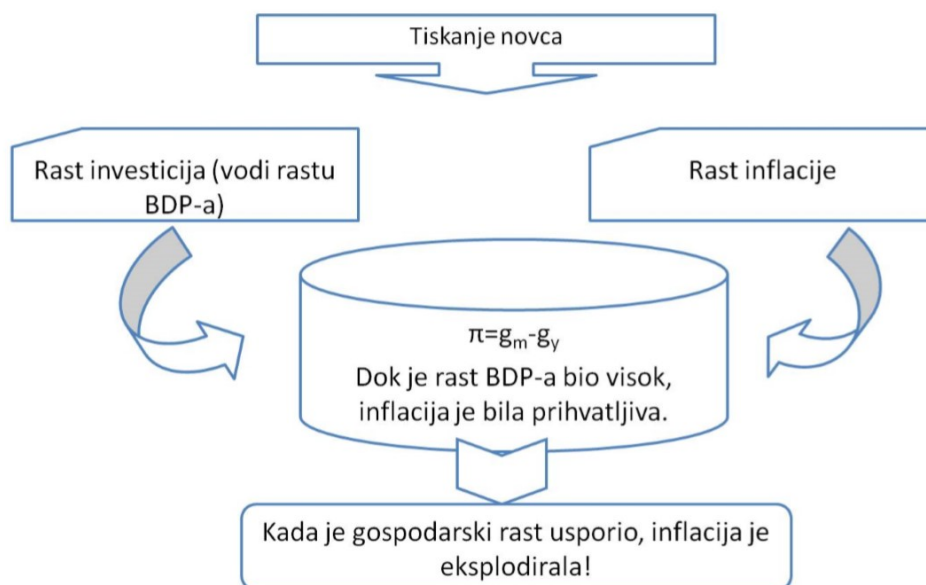 Tiskanje novca
Rast investicija (vodi rastu
BDP-a)
Rast inflacije
π=gₘ-gᵧ
Dok je rast BDP-a bio visok,
inflacija je bila prihvatljiva.
Kada je gospodarski rast usporio, inflacija je
eksplodirala!